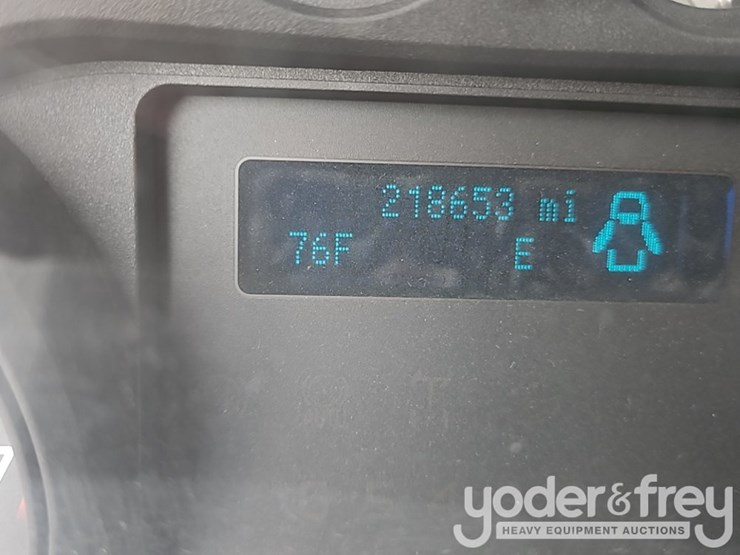 218653 mi
76F E
yoder&frey
HEAVY EQUIPMENT AUCTIONS